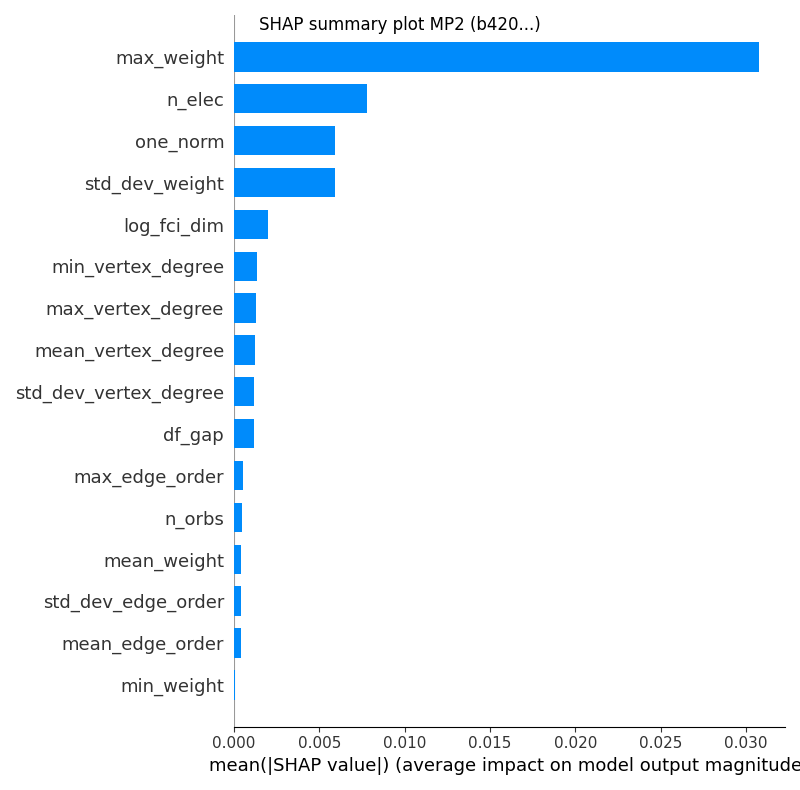 SHAP summary plot MP2 (b420...)
max_weight
n_elec
one_norm
std_dev_weight
log_fci_dim
min_vertex_degree
max_vertex_degree
mean_vertex_degree
std_dev_vertex_degree
df_gap
max_edge_order
n_orbs
mean_weight
std_dev_edge_order
mean_edge_order
min_weight
0.000 0.005 0.010 0.015 0.020 0.025 0.030
mean(|SHAP value|) (average impact on model output magnitude